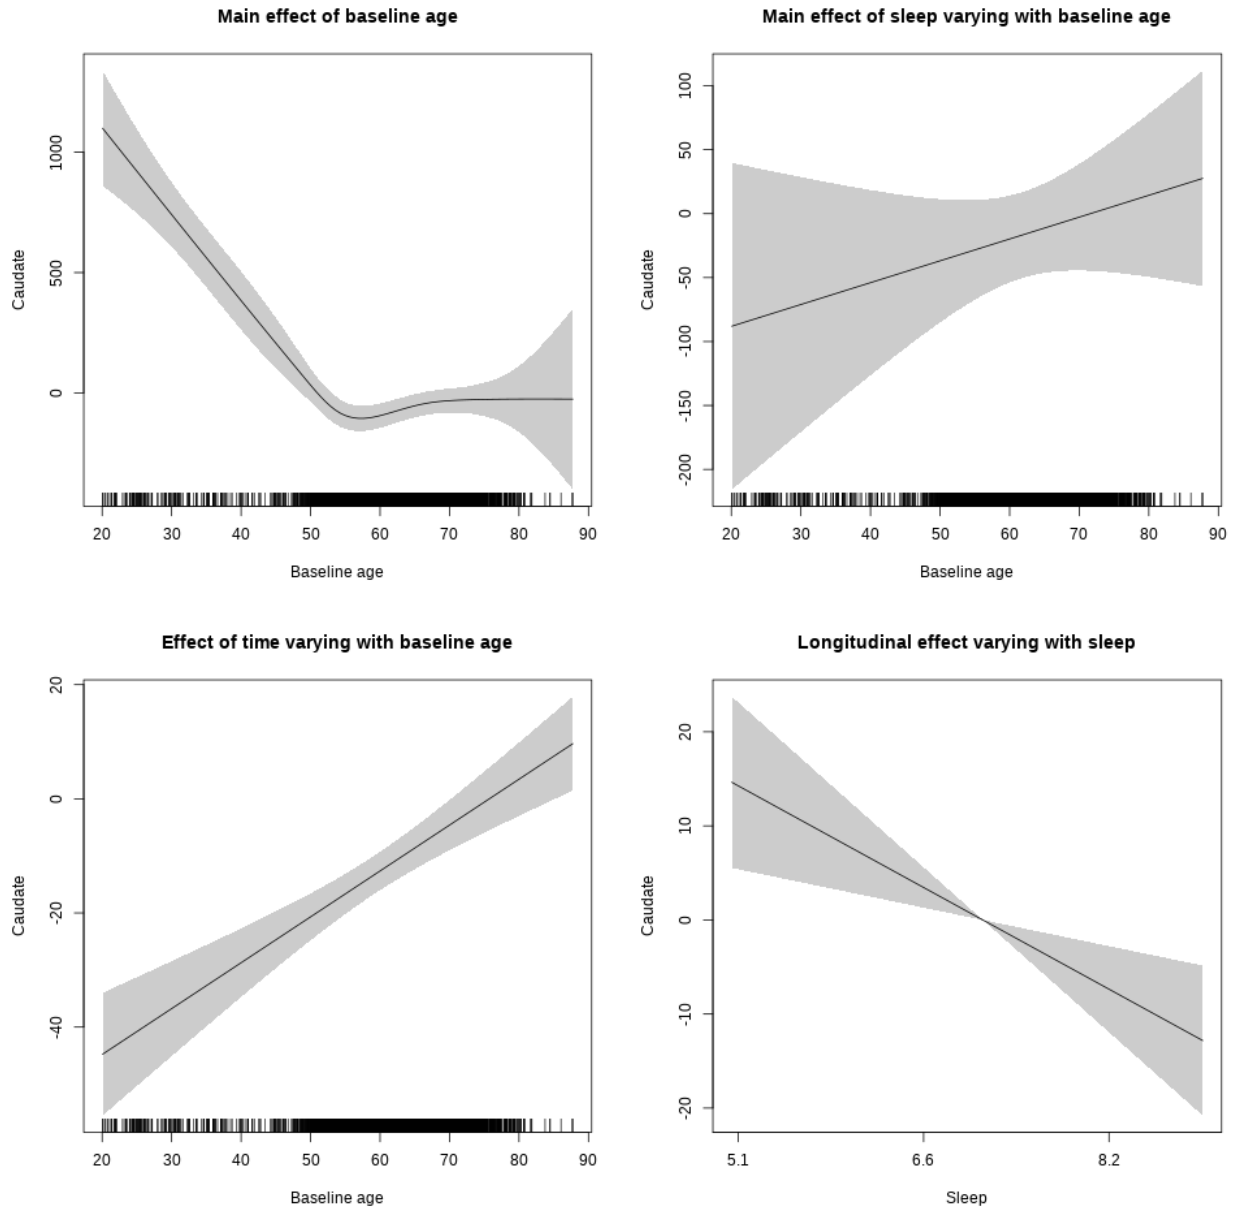 Main effect of baseline age
Caudate
1000
500
0
20 30 40 50 60 70 80 90
Baseline age
Main effect of sleep varying with baseline age
Caudate
100
50
0
-50
-100
-150
-200
20 30 40 50 60 70 80 90
Baseline age
Effect of time varying with baseline age
Caudate
20
0
-20
-40
20 30 40 50 60 70 80 90
Baseline age
Longitudinal effect varying with sleep
Caudate
20
10
0
-10
-20
5.1 6.6 8.2
Sleep